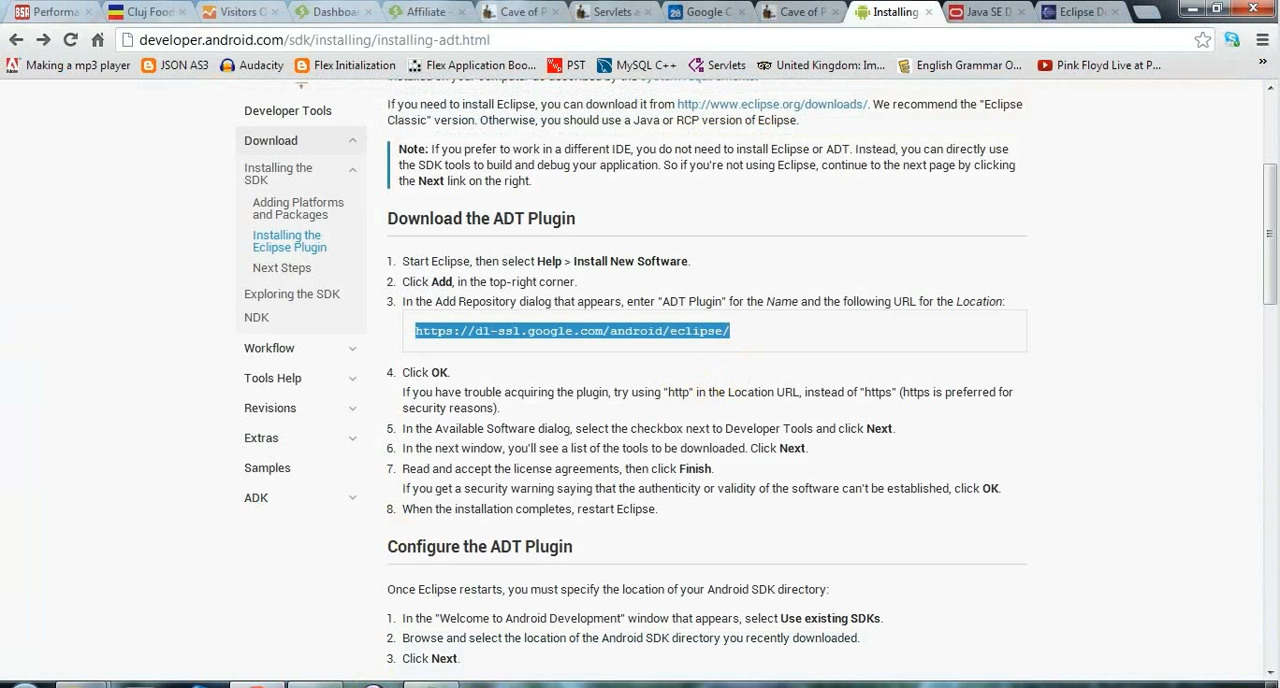 Performa
Cluj Food
Visitors O
Dashboa
Affiliate -
Cave of P
Servlets a
Google C
Cave of P
Installing
Java SE D
Eclipse D
developer.android.com/sdk/installing/installing-adt.html
Making a mp3 player
JSON AS3
Audacity
Flex Initialization
Flex Application Boo...
PST
MySQL C++
Servlets
United Kingdom: Im...
English Grammar O...
Pink Floyd Live at P...
Developer Tools
Download
Installing the
SDK
Adding Platforms
and Packages
Installing the
Eclipse Plugin
Next Steps
Exploring the SDK
NDK
Workflow
Tools Help
Revisions
Extras
Samples
ADK
installed on your computer as described by the system requirements.
If you need to install Eclipse, you can download it from http://www.eclipse.org/downloads/. We recommend the "Eclipse
Classic" version. Otherwise, you should use a Java or RCP version of Eclipse.
Note: If you prefer to work in a different IDE, you do not need to install Eclipse or ADT. Instead, you can directly use
the SDK tools to build and debug your application. So if you're not using Eclipse, continue to the next page by clicking
the Next link on the right.
Download the ADT Plugin
1. Start Eclipse, then select Help > Install New Software.
2. Click Add, in the top-right corner.
3. In the Add Repository dialog that appears, enter "ADT Plugin" for the Name and the following URL for the Location:
https://dl-ssl.google.com/android/eclipse/
4. Click OK.
If you have trouble acquiring the plugin, try using "http" in the Location URL, instead of "https" (https is preferred for
security reasons).
5. In the Available Software dialog, select the checkbox next to Developer Tools and click Next.
6. In the next window, you'll see a list of the tools to be downloaded. Click Next.
7. Read and accept the license agreements, then click Finish.
If you get a security warning saying that the authenticity or validity of the software can't be established, click OK.
8. When the installation completes, restart Eclipse.
Configure the ADT Plugin
Once Eclipse restarts, you must specify the location of your Android SDK directory:
1. In the "Welcome to Android Development" window that appears, select Use existing SDKs.
2. Browse and select the location of the Android SDK directory you recently downloaded.
3. Click Next.